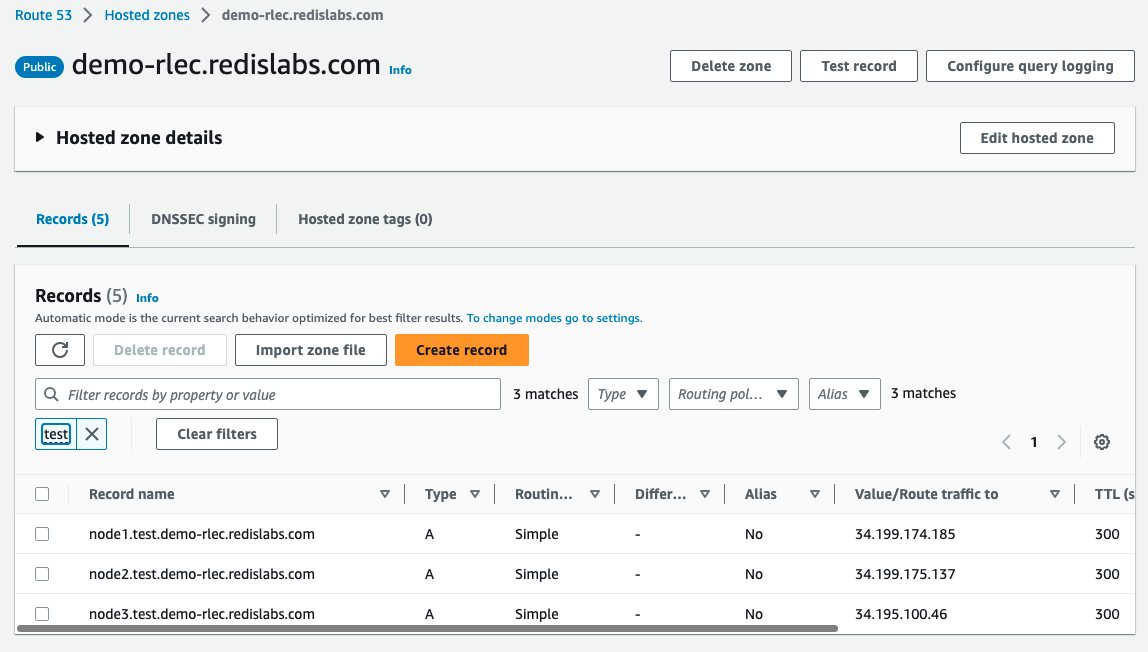 Route 53 > Hosted zones > demo-rlec.redislabs.com
Public demo-rlec.redislabs.com Info
Delete zone Test record Configure query logging
Hosted zone details Edit hosted zone
Records (5) DNSSEC signing Hosted zone tags (0)
Records (5) Info
Automatic mode is the current search behavior optimized for best filter results. To change modes go to settings.
Delete record Import zone file Create record
Filter records by property or value 3 matches Type Routing pol... Alias 3 matches
test Clear filters
1
Record name Type Routin... Differ... Alias Value/Route traffic to TTL (s
node1.test.demo-rlec.redislabs.com A Simple - No 34.199.174.185 300
node2.test.demo-rlec.redislabs.com A Simple - No 34.199.175.137 300
node3.test.demo-rlec.redislabs.com A Simple - No 34.195.100.46 300